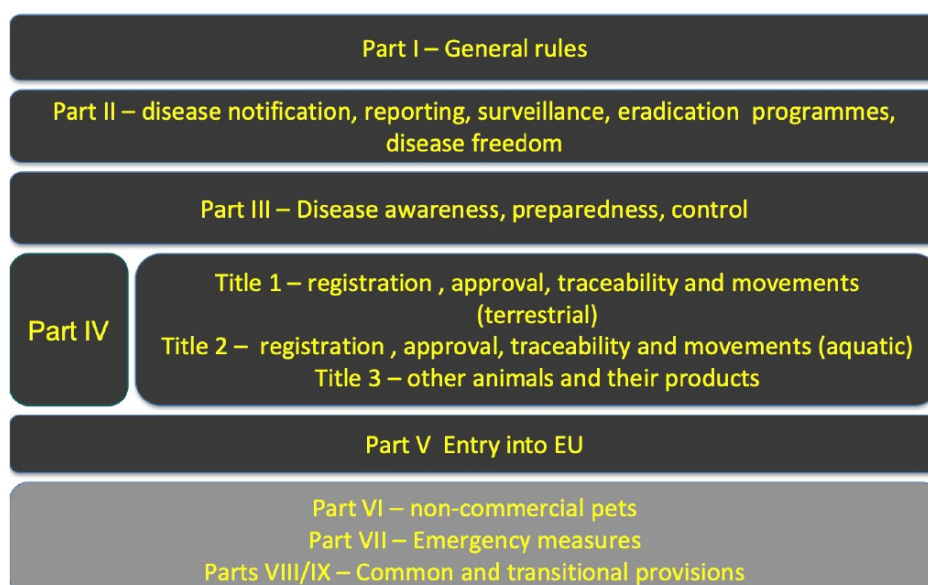 Part I – General rules
Part II – disease notification, reporting, surveillance, eradication programmes,
disease freedom
Part III – Disease awareness, preparedness, control
Part IV
Title 1 – registration , approval, traceability and movements
(terrestrial)
Title 2 – registration , approval, traceability and movements (aquatic)
Title 3 – other animals and their products
Part V Entry into EU
Part VI – non-commercial pets
Part VII – Emergency measures
Parts VIII/IX – Common and transitional provisions